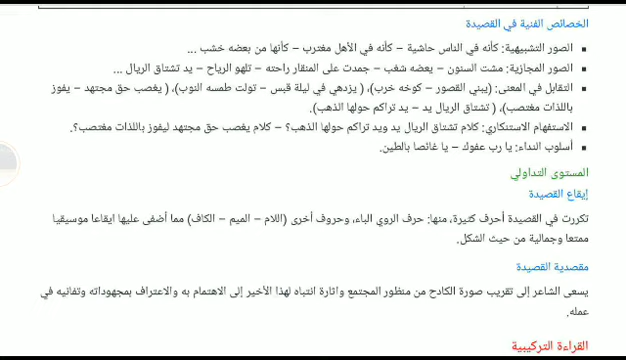 الخصائص الفنية في القصيدة
الصور التشبيهية: كأنه في الناس حاشية – كأنه في الأهل مغترب – كأنها من بعضه خشب ...
الصور المجازية: مشت السنون – يعضه شغب – جمدت على المنقار راحته – تلهو الرياح – يد تشتاق الريال ...
التقابل في المعنى: (يبني القصور – كوخه خرب)، ( يزدهي في ليلة قبس – تولت طمسه النوب)، ( يغصب حق مجتهد – يفوز
باللذات مغتصب)، ( تشتاق الريال يد – يد تراكم حولها الذهب).
الاستفهام الاستنكاري: كلام تشتاق الريال يد ويد تراكم حولها الذهب؟ – كلام يغصب حق مجتهد ليفوز باللذات مغتصب؟.
أسلوب النداء: يا رب عفوك – يا غائصا بالطين.
المستوى التداولي
إيقاع القصيدة
تكررت في القصيدة أحرف كثيرة، منها: حرف الروي الباء، وحروف أخرى (اللام – الميم – الكاف) مما أضفى عليها ايقاعا موسيقيا
ممتعا وجمالية من حيث الشكل.
مقصدية القصيدة
يسعى الشاعر إلى تقريب صورة الكادح من منظور المجتمع واثارة انتباه لهذا الأخير إلى الاهتمام به والاعتراف بمجهوداته وتفانيه في
عمله.
القراءة التركيبية